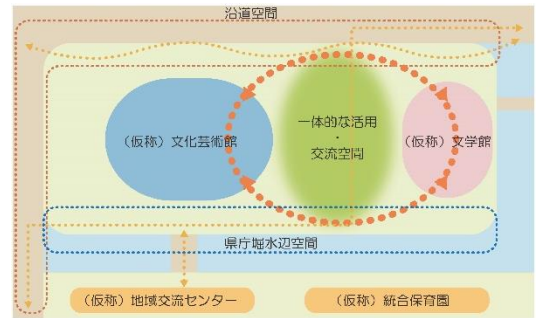 沿道空間
(仮称)文化芸術館
一体的な活用
・
交流空間
(仮称)文学館
県庁堀水辺空間
(仮称)地域交流センター
(仮称)統合保育園